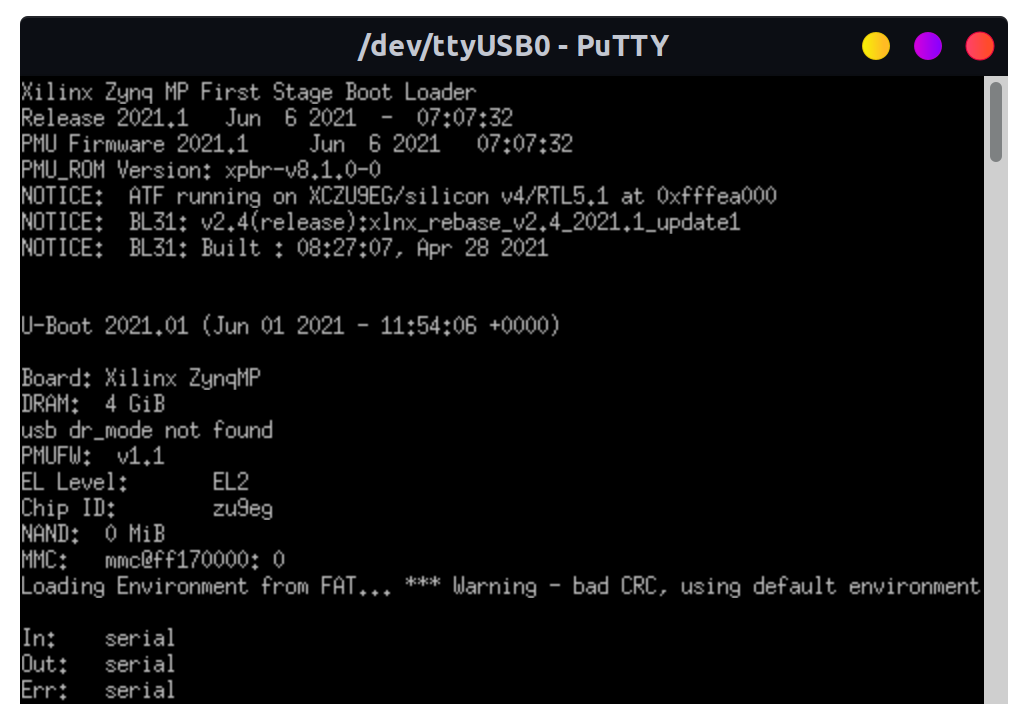 /dev/ttyUSB0 - PuTTY
Xilinx Zynq MP First Stage Boot Loader
Release 2021.1   Jun  6 2021  -  07:07:32
PMU Firmware 2021.1     Jun  6 2021   07:07:32
PMU_ROM Version: xpbr-v8.1.0-0
NOTICE:  ATF running on XCZU9EG/silicon v4/RTL5.1 at 0xfffea000
NOTICE:  BL31: v2.4(release):xlnx_rebase_v2.4_2021.1_update1
NOTICE:  BL31: Built : 08:27:07, Apr 28 2021
U-Boot 2021.01 (Jun 01 2021 - 11:54:06 +0000)
Board: Xilinx ZynqMP
DRAM:  4 GiB
usb dr_mode not found
PMUFW:  v1.1
EL Level:       EL2
Chip ID:        zu9eg
NAND:  0 MiB
MMC:   mmc@ff170000: 0
Loading Environment from FAT... *** Warning - bad CRC, using default environment
In:    serial
Out:   serial
Err:   serial